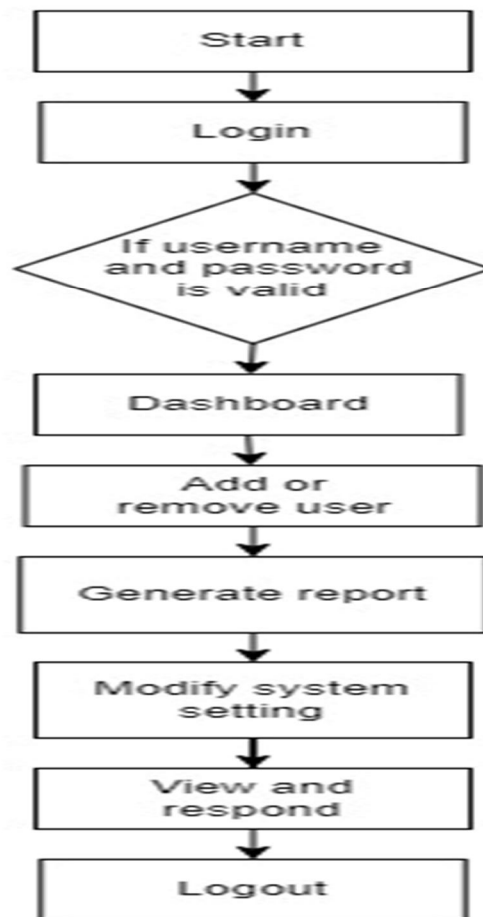 Start
Login
If username
and password
is valid
Dashboard
Add or
remove user
Generate report
Modify system
setting
View and
respond
Logout